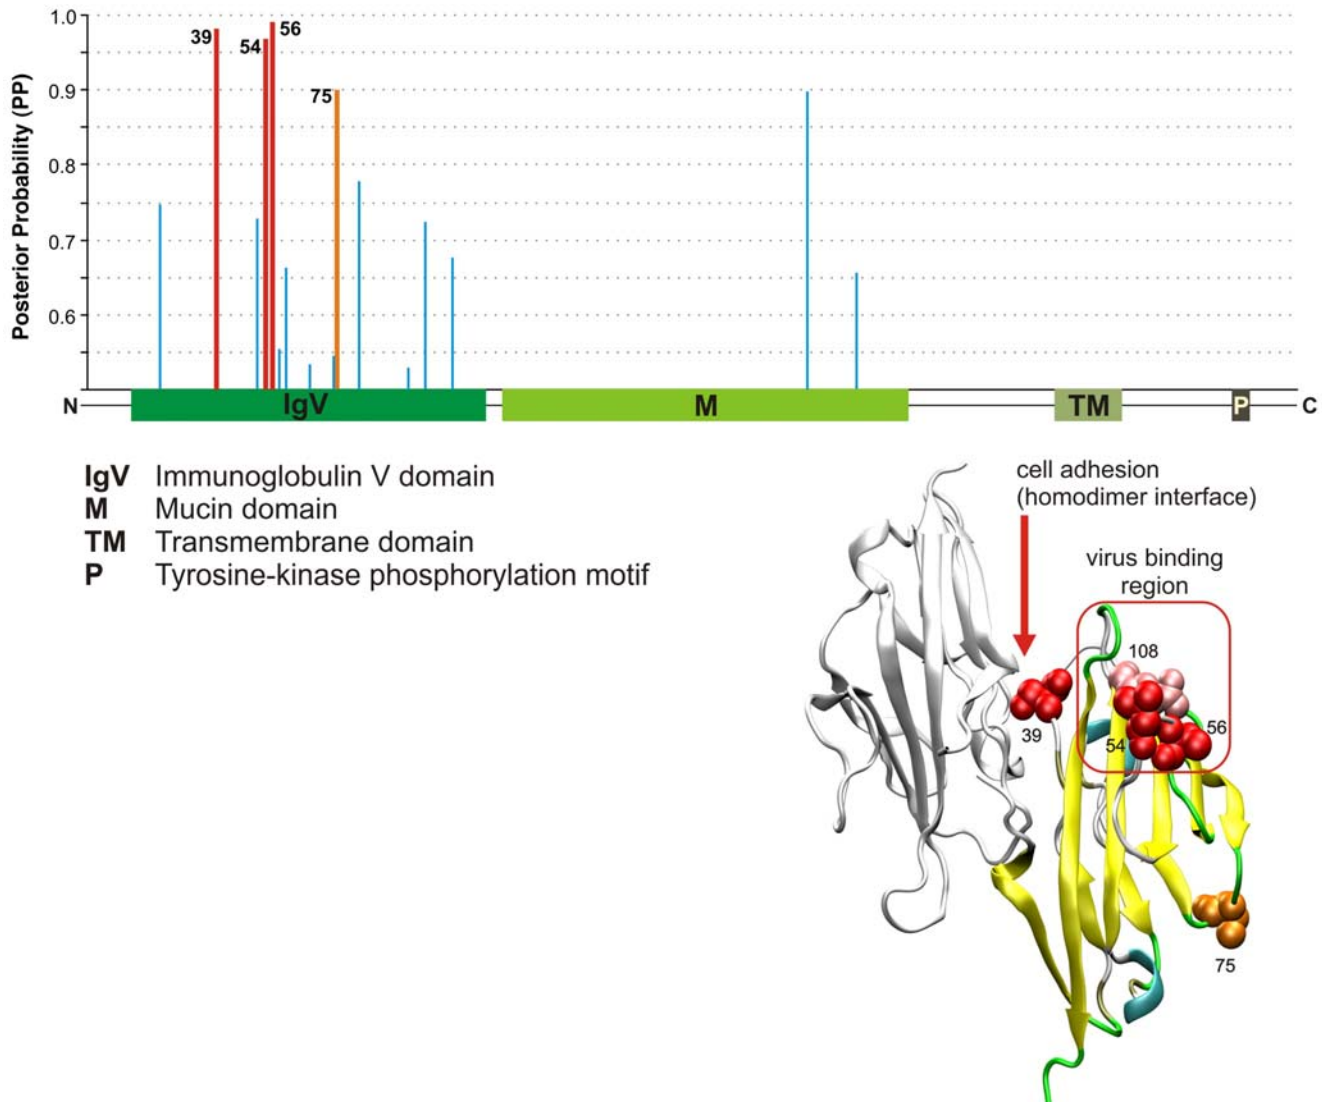 1.0
0.9
0.8
0.7
0.6
Posterior Probability (PP)
39
54
56
75
N
IgV
M
TM
P
C
IgV Immunoglobulin V domain
M Mucin domain
TM Transmembrane domain
P Tyrosine-kinase phosphorylation motif
cell adhesion
(homodimer interface)
virus binding
region
108
39
54
56
75